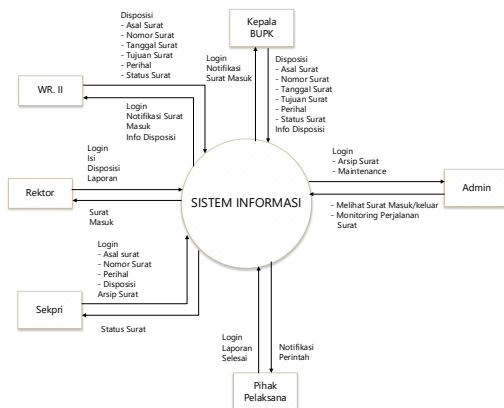 Disposisi
- Asal Surat
- Nomor Surat
- Tanggal Surat
- Tujuan Surat
- Perihal
- Status Surat
Kepala
BUPK
Login
Notifikasi
Surat Masuk
Disposisi
- Asal Surat
- Nomor Surat
- Tanggal Surat
- Tujuan Surat
- Perihal
- Status Surat
Info Disposisi
WR. II
Login
Notifikasi Surat
Masuk
Info Disposisi
Login
Isi
Disposisi
Laporan
Rektor
Surat
Masuk
SISTEM INFORMASI
Login
- Arsip Surat
- Maintenance
Admin
- Melihat Surat Masuk/keluar
- Monitoring Perjalanan
Surat
Login
- Asal surat
- Nomor Surat
- Perihal
- Disposisi
Arsip Surat
Sekpri
Status Surat
Login
Laporan
Selesai
Notifikasi
Perintah
Pihak
Pelaksana